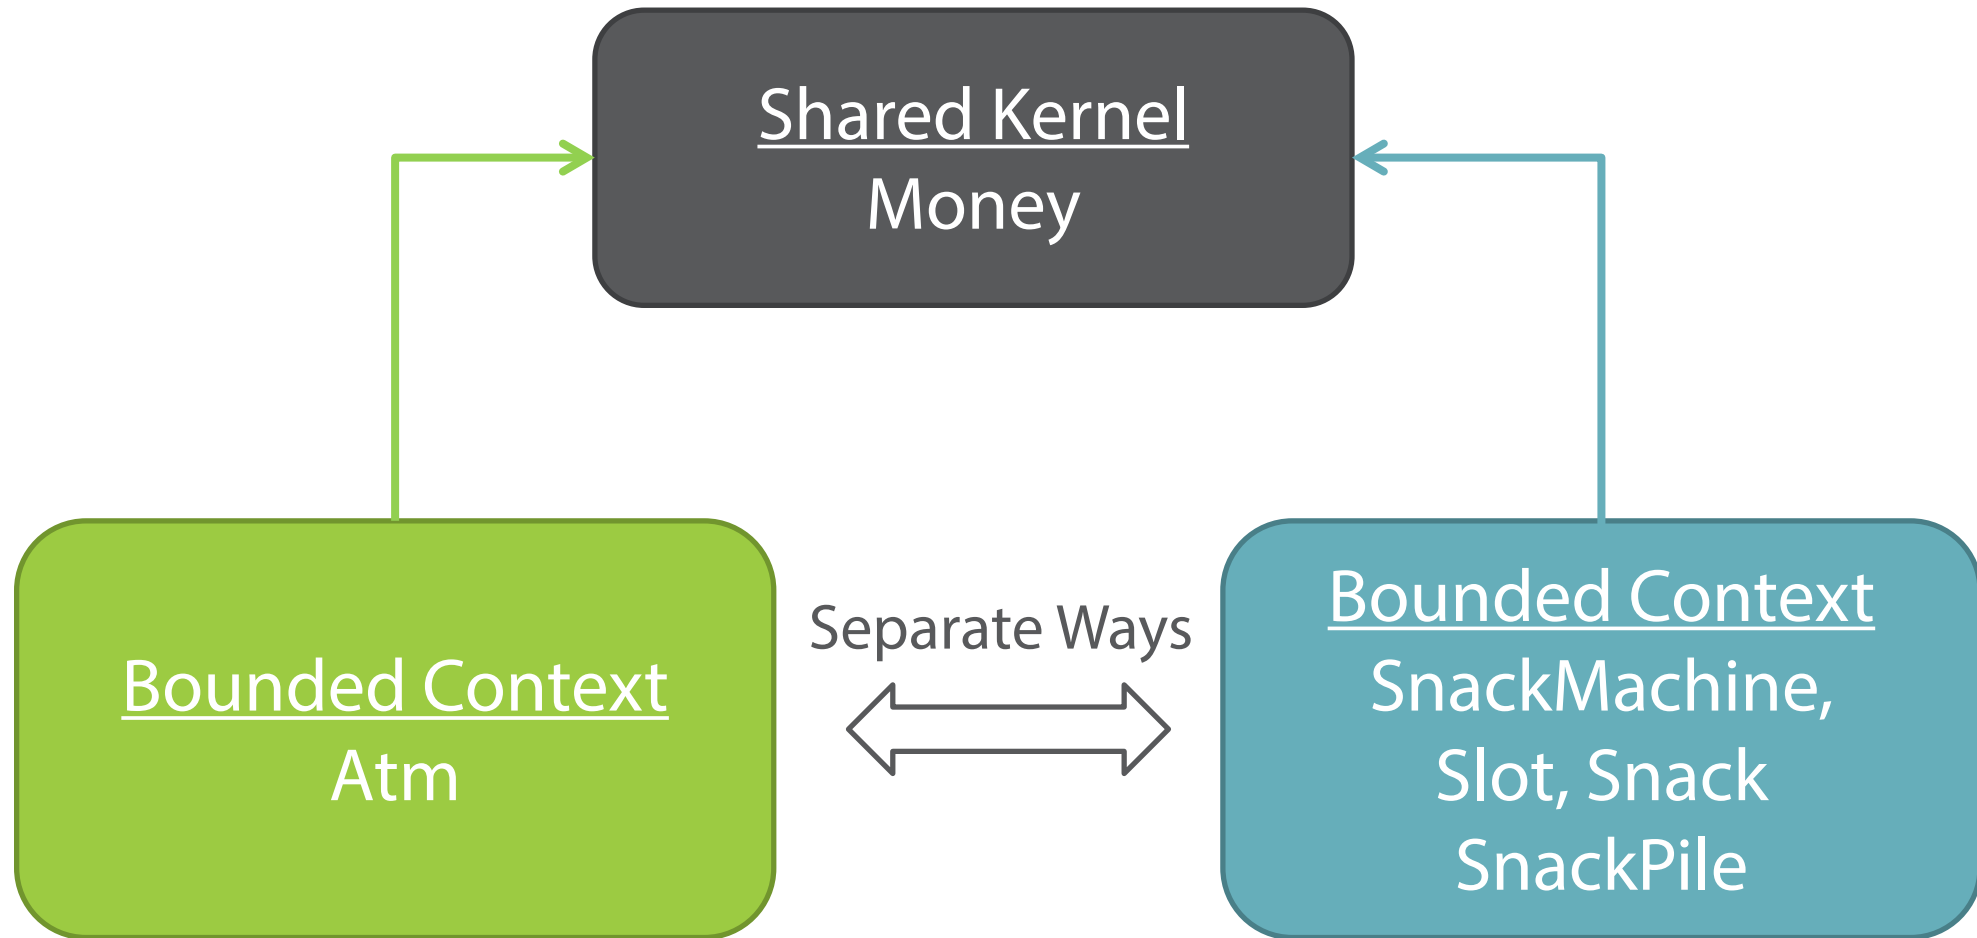 Shared Kernel
Money
Separate Ways
Bounded Context
Atm
Bounded Context
SnackMachine,
Slot, Snack
SnackPile